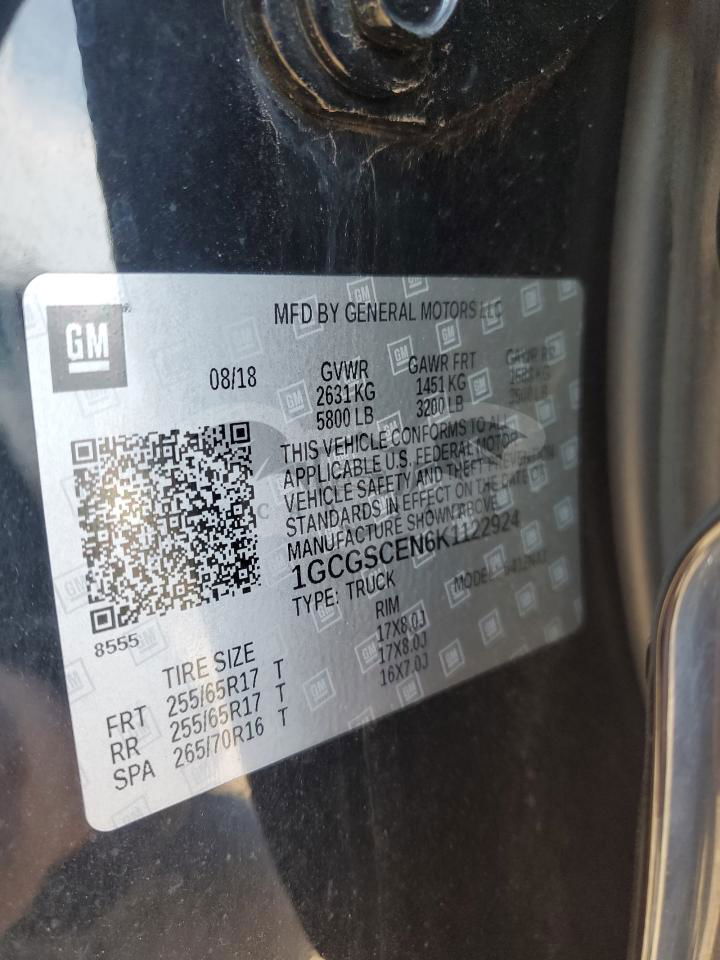 GM
MFD BY GENERAL MOTORS LLC
08/18
GVWR GAWR FRT GAWR RR
2631 KG 1451 KG
5800 LB 3200 LB
THIS VEHICLE CONFORMS TO ALL
APPLICABLE U.S. FEDERAL MOTOR
VEHICLE SAFETY AND THEFT PREVENTION
STANDARDS IN EFFECT ON THE DATE OF
MANUFACTURE SHOWN ABOVE
1GCGSCEN6K1122924
TYPE: TRUCK MODEL:
8555
TIRE SIZE RIM
FRT 255/65R17 T 17X8.0J
RR 255/65R17 T 17X8.0J
SPA 265/70R16 T 16X7.0J